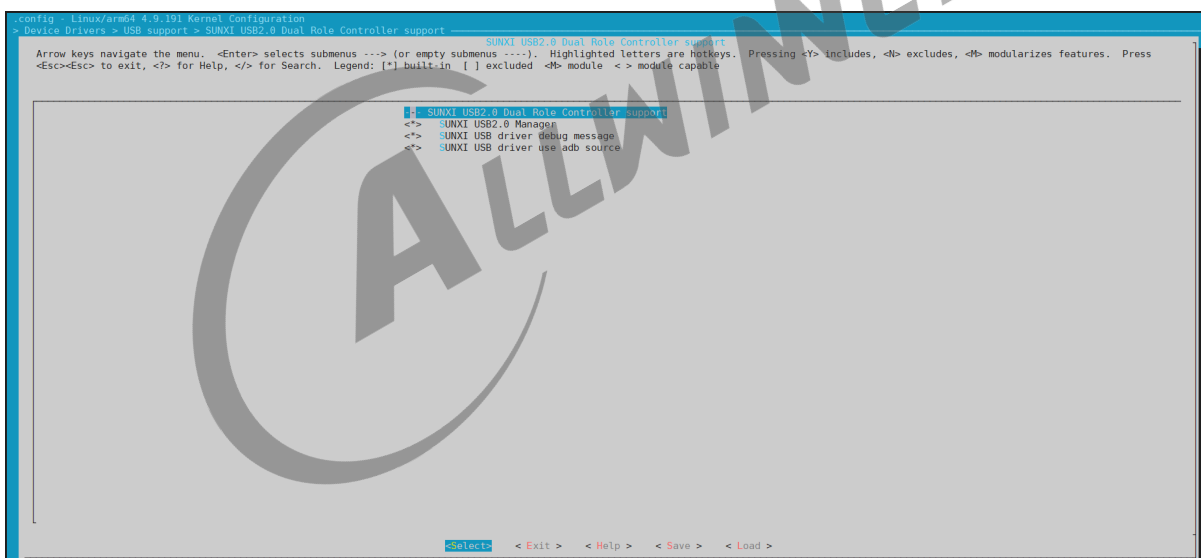 .config - Linux/arm64 4.9.191 Kernel Configuration
> Device Drivers > USB support > SUNXI USB2.0 Dual Role Controller support
SUNXI USB2.0 Dual Role Controller support
Arrow keys navigate the menu.  <Enter> selects submenus ---> (or empty submenus ----).  Highlighted letters are hotkeys.  Pressing <Y> includes, <N> excludes, <M> modularizes features.  Press
<Esc><Esc> to exit, <?> for Help, </> for Search.  Legend: [*] built-in  [ ] excluded  <M> module  < > module capable
--- SUNXI USB2.0 Dual Role Controller support
<*>   SUNXI USB2.0 Manager
<*>   SUNXI USB driver debug message
<*>   SUNXI USB driver use adb source
ALLWINNE
<Select>    < Exit >    < Help >    < Save >    < Load >